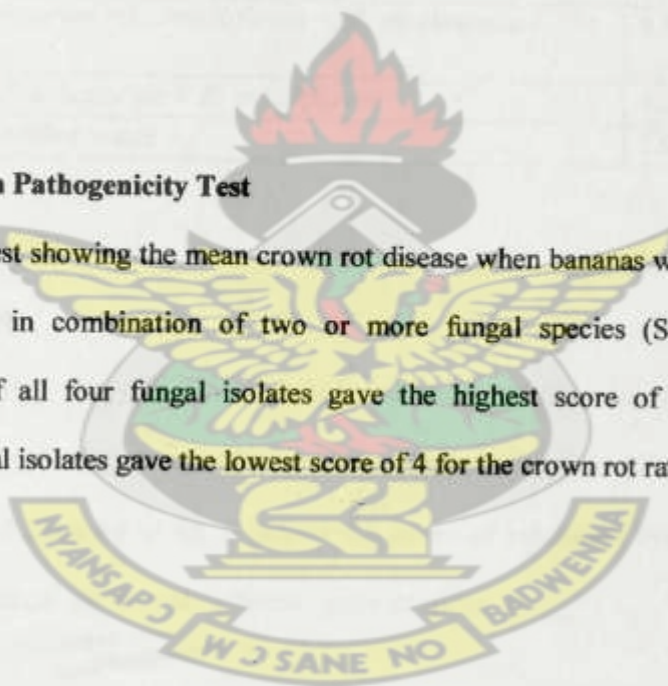 Pathogenicity Test
est showing the mean crown rot disease when bananas w
in combination of two or more fungal species (S
f all four fungal isolates gave the highest score of
al isolates gave the lowest score of 4 for the crown rot ra
NYANSAPƆ WƆSANE NO BADWENMA